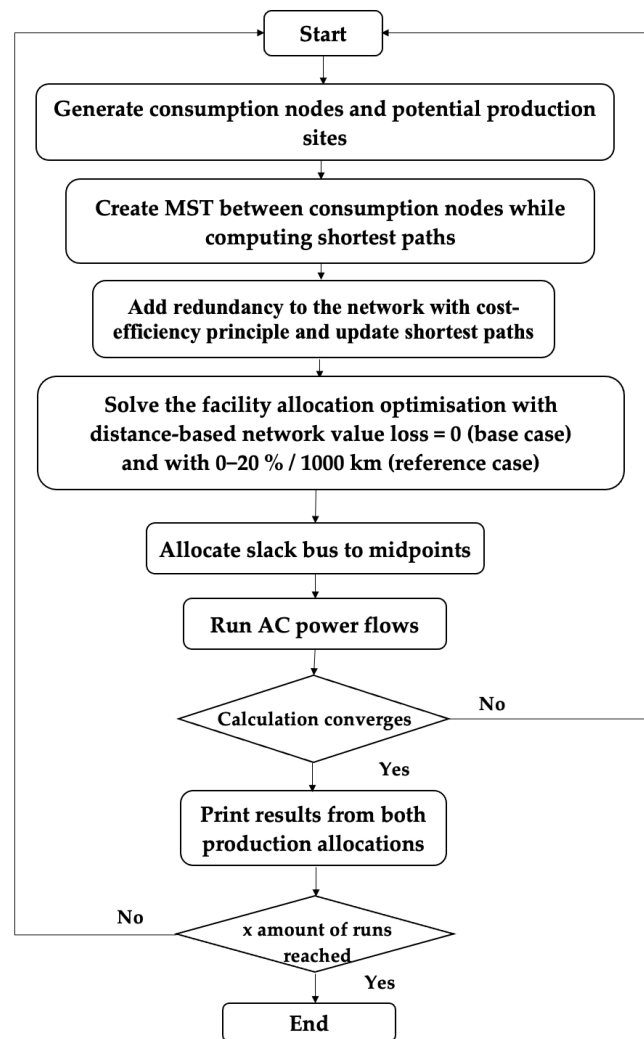 Start
Generate consumption nodes and potential production
sites
Create MST between consumption nodes while
computing shortest paths
Add redundancy to the network with cost-
efficiency principle and update shortest paths
Solve the facility allocation optimisation with
distance-based network value loss = 0 (base case)
and with 0–20 % / 1000 km (reference case)
Allocate slack bus to midpoints
Run AC power flows
Calculation converges
No
Yes
Print results from both
production allocations
No
x amount of runs
reached
Yes
End